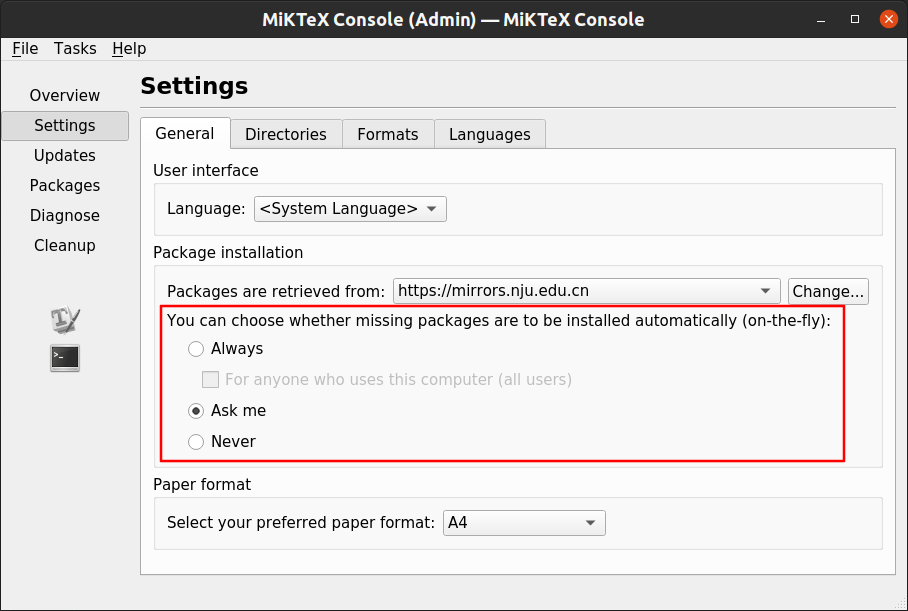 MiKTeX Console (Admin) — MiKTeX Console
File Tasks Help
Settings
Overview
Settings
Updates
Packages
Diagnose
Cleanup
General Directories Formats Languages
User interface
Language: <System Language>
Package installation
Packages are retrieved from: https://mirrors.nju.edu.cn Change...
You can choose whether missing packages are to be installed automatically (on-the-fly):
Always
For anyone who uses this computer (all users)
Ask me
Never
Paper format
Select your preferred paper format: A4